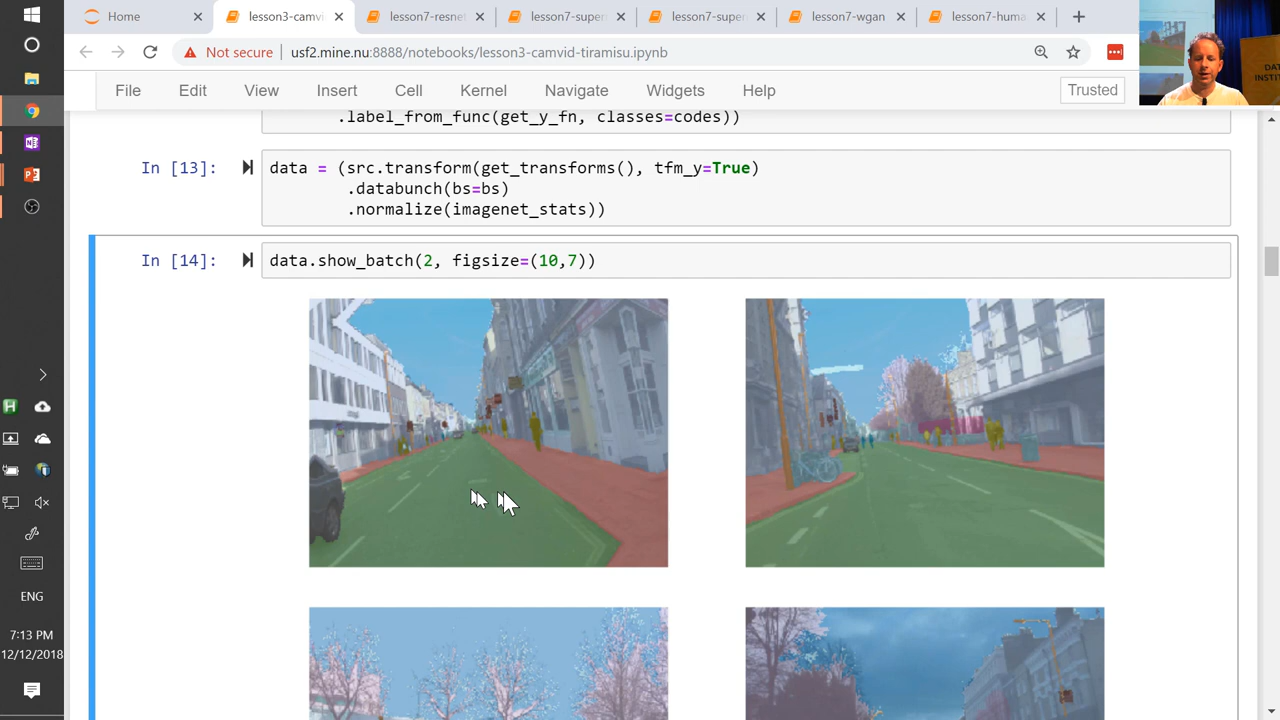 Home
lesson3-camvi
lesson7-resne
lesson7-super
lesson7-super
lesson7-wgan
lesson7-huma
Not secure
usf2.mine.nu:8888/notebooks/lesson3-camvid-tiramisu.ipynb
File
Edit
View
Insert
Cell
Kernel
Navigate
Widgets
Help
Trusted
.label_from_func(get_y_fn, classes=codes))
In [13]:
data = (src.transform(get_transforms(), tfm_y=True)
.databunch(bs=bs)
.normalize(imagenet_stats))
In [14]:
data.show_batch(2, figsize=(10,7))
ENG
7:13 PM
12/12/2018